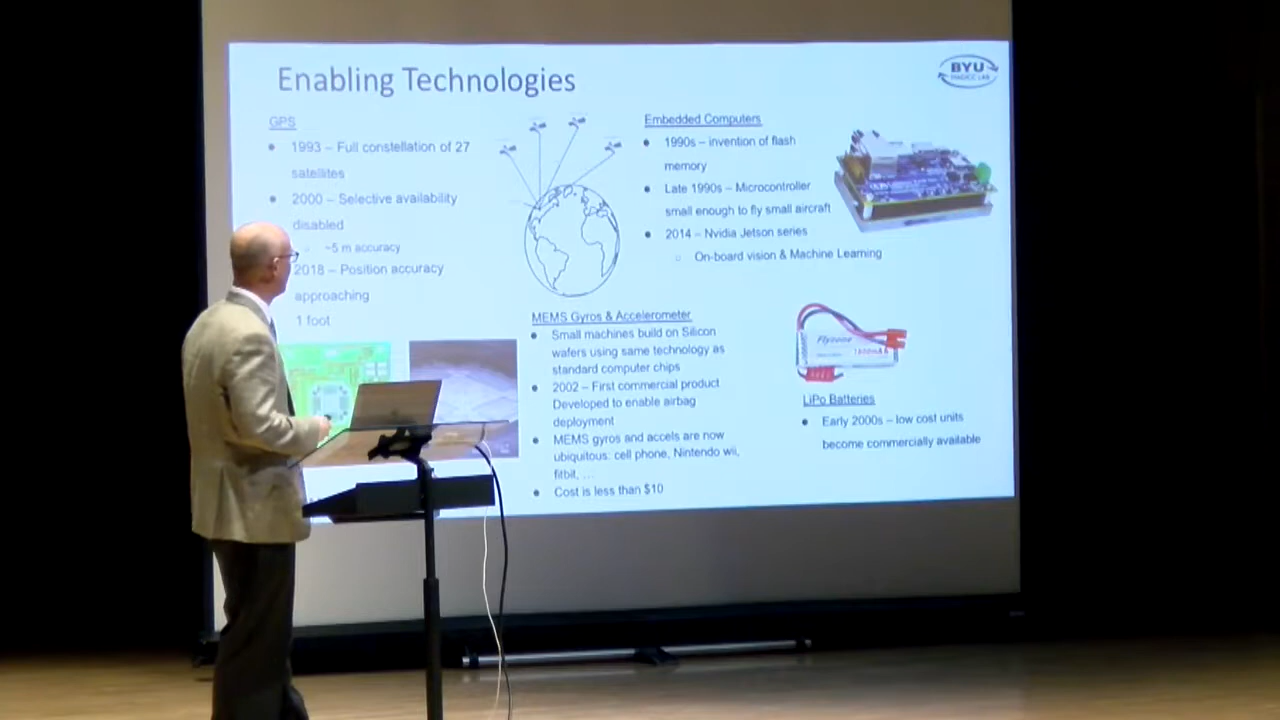 Enabling Technologies
BYU
MAGICC LAB
GPS
1993 – Full constellation of 27
satellites
2000 – Selective availability
disabled
~5 m accuracy
2018 – Position accuracy
approaching
1 foot
Embedded Computers
1990s – invention of flash
memory
Late 1990s – Microcontroller
small enough to fly small aircraft
2014 – Nvidia Jetson series
On-board vision & Machine Learning
MEMS Gyros & Accelerometer
Small machines build on Silicon
wafers using same technology as
standard computer chips
2002 – First commercial product
Developed to enable airbag
deployment
MEMS gyros and accels are now
ubiquitous: cell phone, Nintendo wii,
fitbit, …
Cost is less than $10
Flyzone
LiPo Batteries
Early 2000s – low cost units
become commercially available